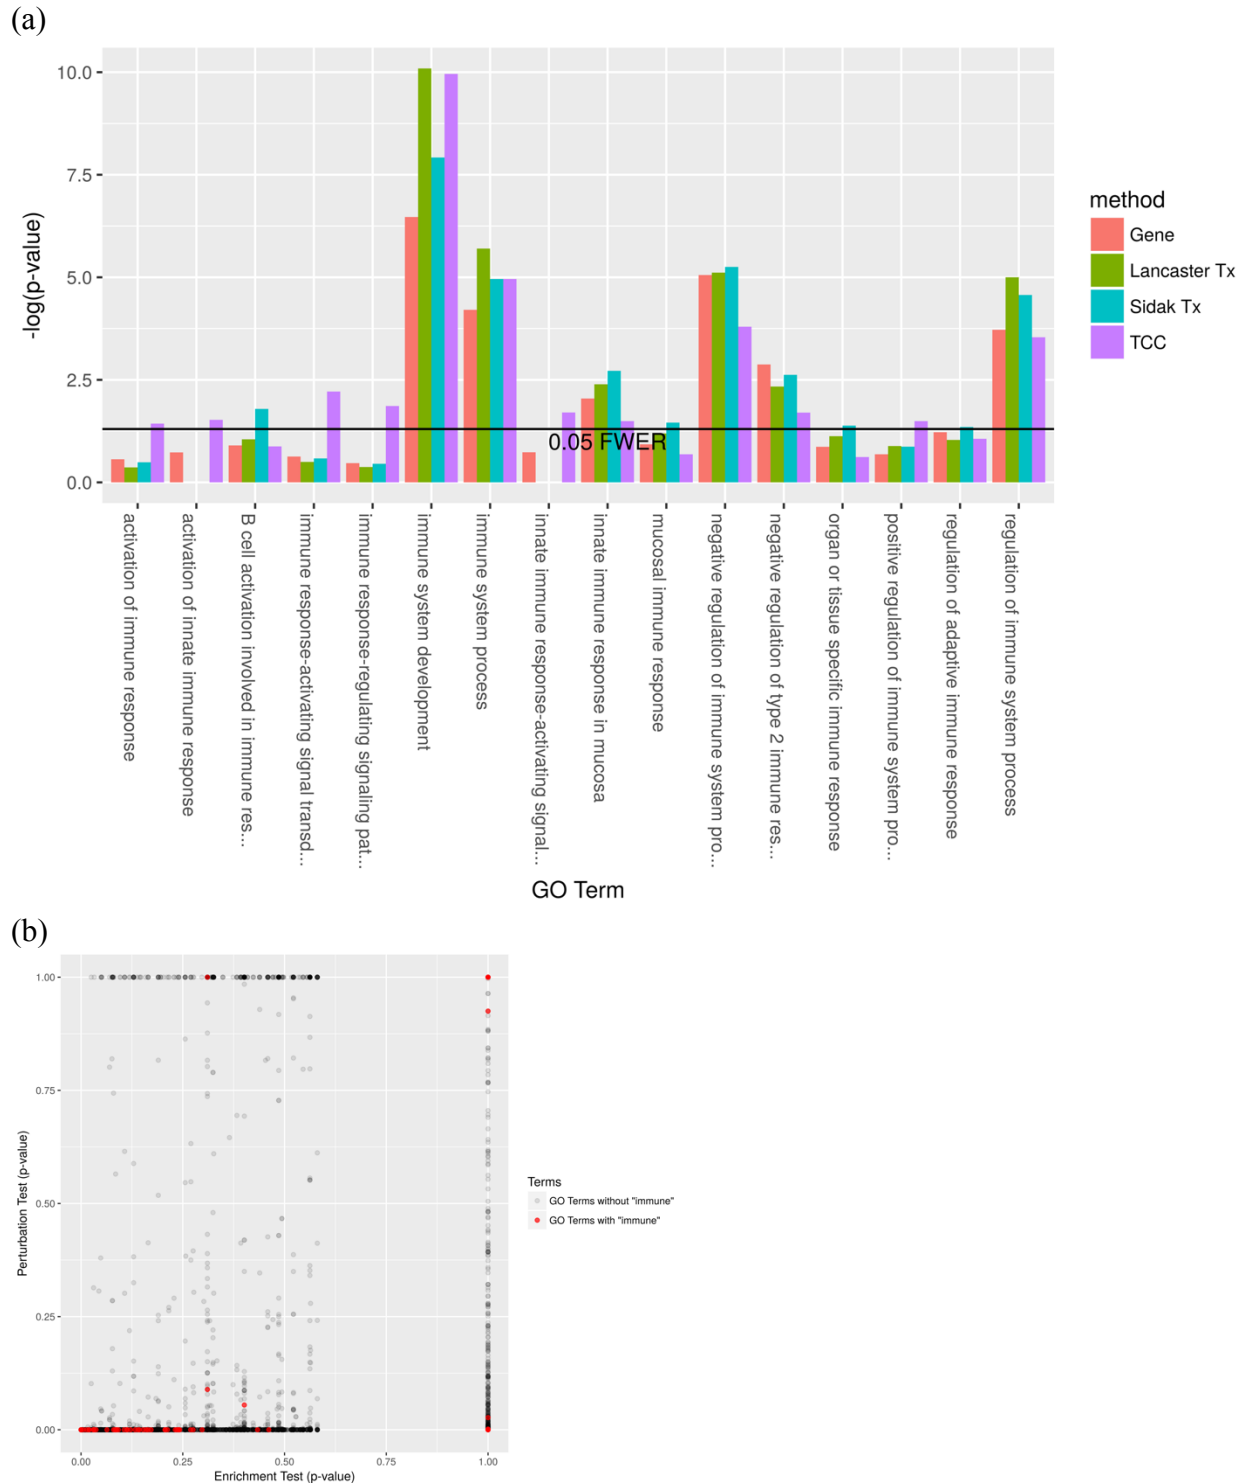 (a)
10.0
7.5
5.0
2.5
0.0
-log(p-value)
0.05 FWER
method
Gene
Lancaster Tx
Sidak Tx
TCC
activation of immune response
activation of innate immune response
B cell activation involved in immune res...
immune response-activating signal transd...
immune response-regulating signaling pat...
immune system development
immune system process
innate immune response-activating signal...
innate immune response in mucosa
mucosal immune response
negative regulation of immune system pro...
negative regulation of type 2 immune res...
organ or tissue specific immune response
positive regulation of immune system pro...
regulation of adaptive immune response
regulation of immune system process
GO Term
(b)
1.00
0.75
0.50
0.25
0.00
Perturbation Test (p-value)
0.00 0.25 0.50 0.75 1.00
Enrichment Test (p-value)
Terms
GO Terms without "immune"
GO Terms with "immune"